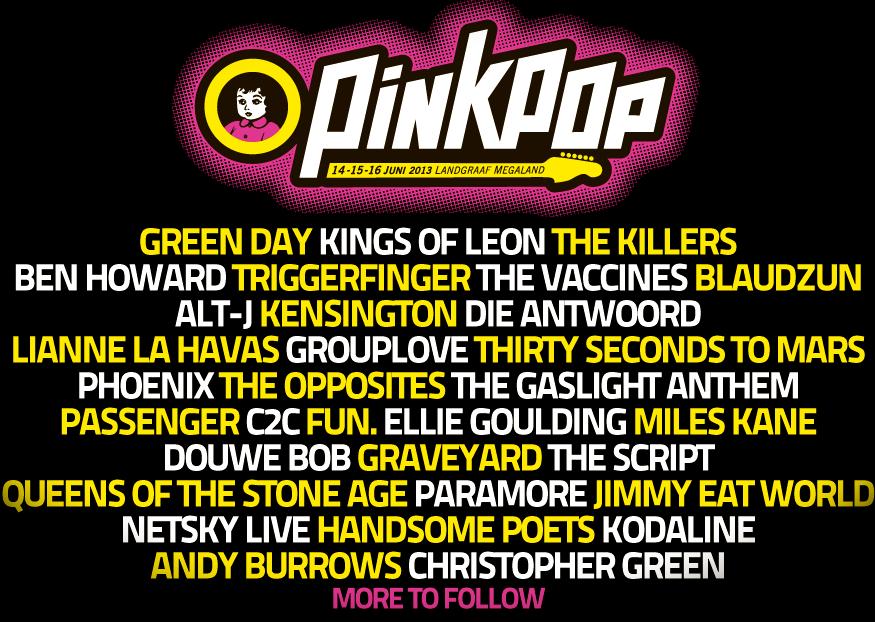 PINKPOP
14-15-16 JUNI 2013 LANDGRAAF MEGALAND
GREEN DAY KINGS OF LEON THE KILLERS
BEN HOWARD TRIGGERFINGER THE VACCINES BLAUDZUN
ALT-J KENSINGTON DIE ANTWOORD
LIANNE LA HAVAS GROUPLOVE THIRTY SECONDS TO MARS
PHOENIX THE OPPOSITES THE GASLIGHT ANTHEM
PASSENGER C2C FUN. ELLIE GOULDING MILES KANE
DOUWE BOB GRAVEYARD THE SCRIPT
QUEENS OF THE STONE AGE PARAMORE JIMMY EAT WORLD
NETSKY LIVE HANDSOME POETS KODALINE
ANDY BURROWS CHRISTOPHER GREEN
MORE TO FOLLOW